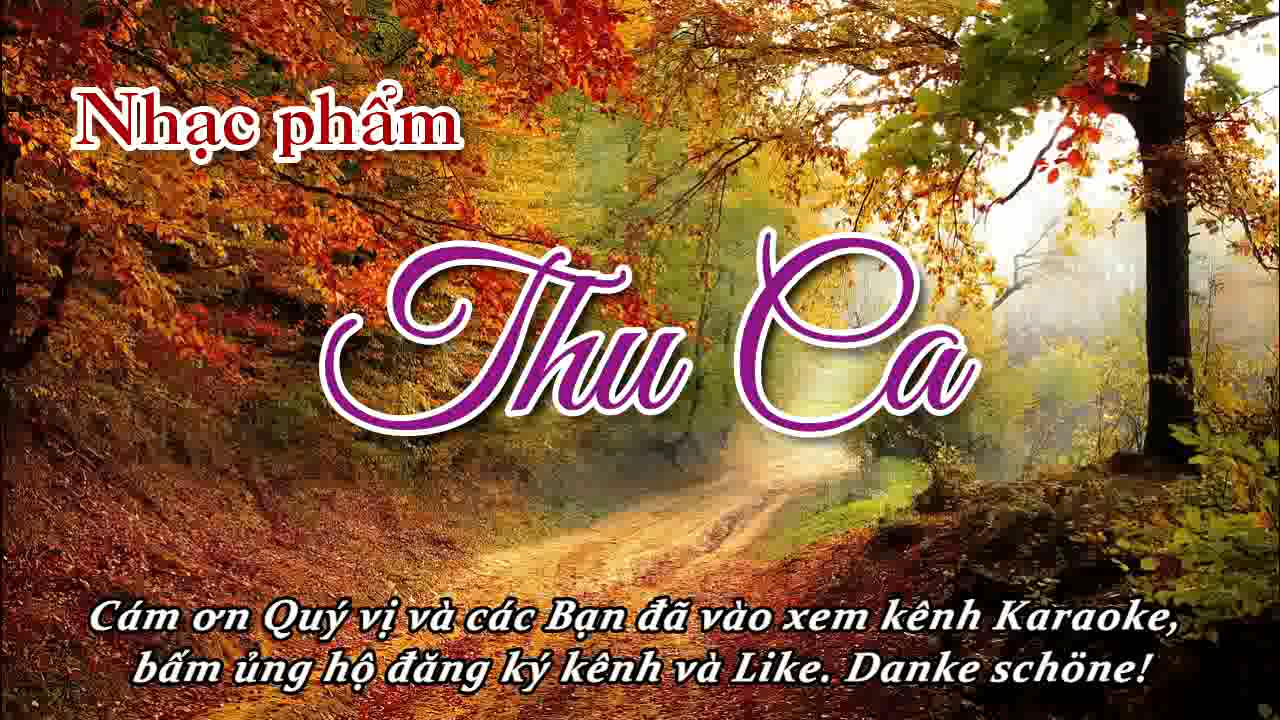 Nhạc phẩm
Thu Ca
Cám ơn Quý vị và các Bạn đã vào xem kênh Karaoke,
bấm ủng hộ đăng ký kênh và Like. Danke schöne!